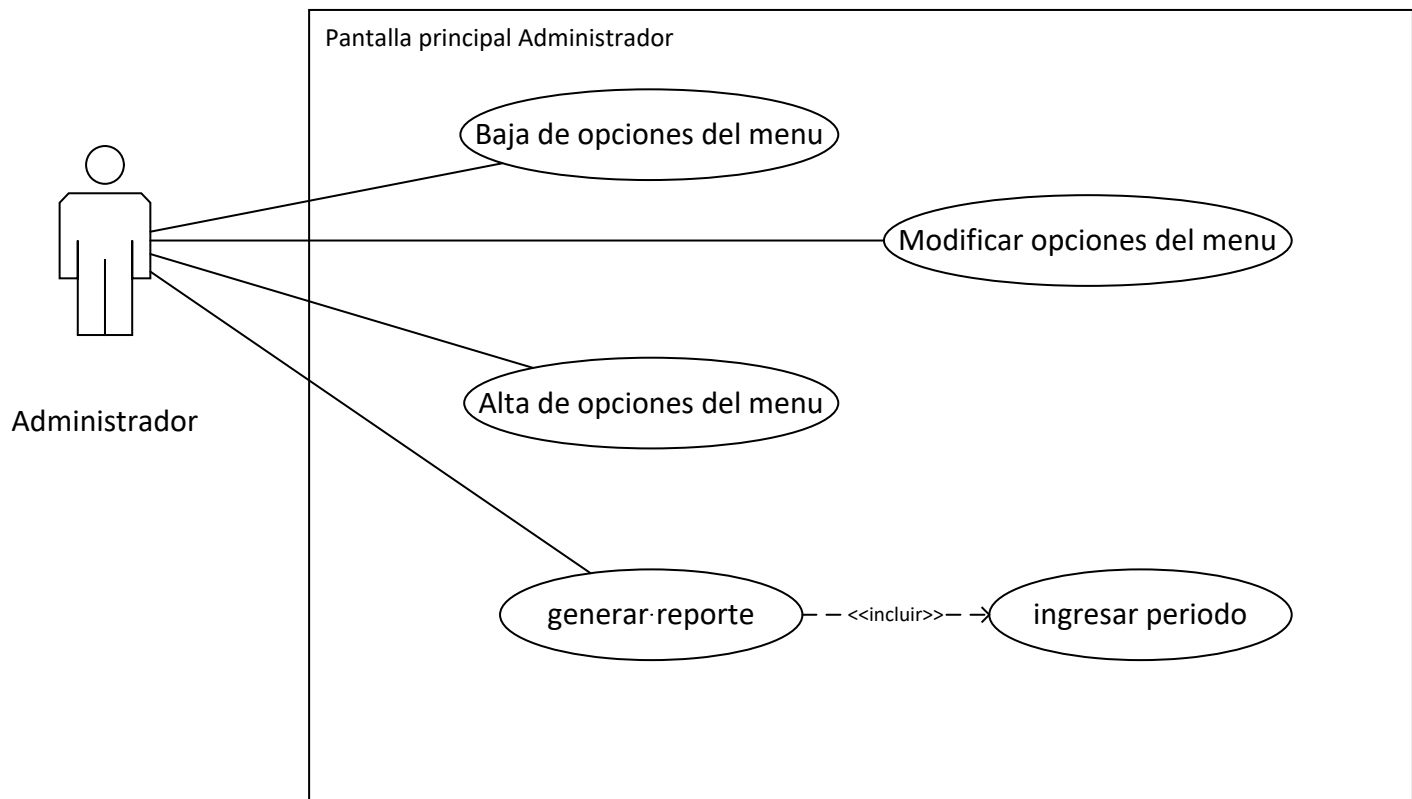 Pantalla principal Administrador
Baja de opciones del menu
Modificar opciones del menu
Alta de opciones del menu
Administrador
generar·reporte
<<incluir>>
ingresar periodo